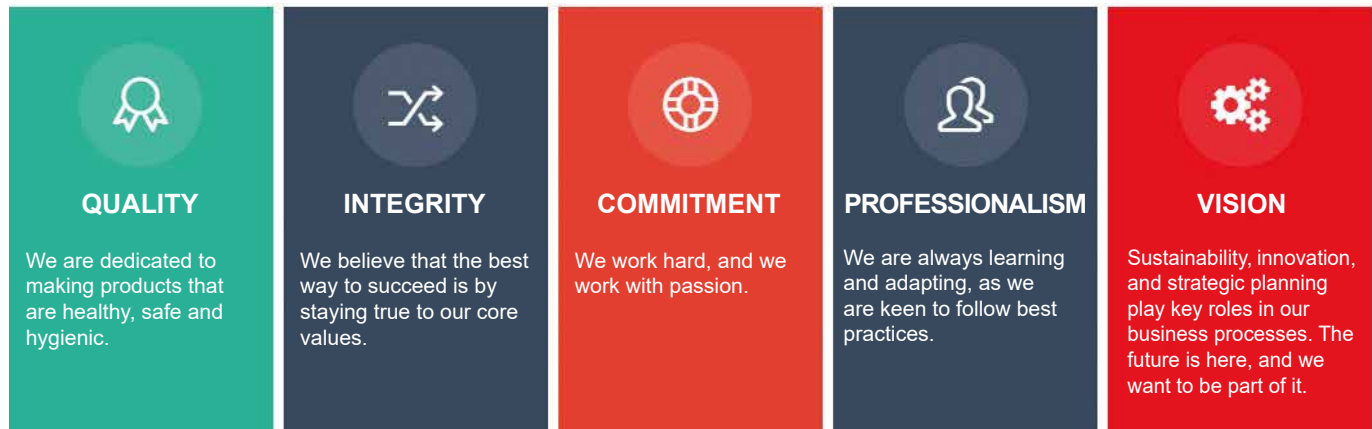 QUALITY
We are dedicated to
making products that
are healthy, safe and
hygienic.
INTEGRITY
We believe that the best
way to succeed is by
staying true to our core
values.
COMMITMENT
We work hard, and we
work with passion.
PROFESSIONALISM
We are always learning
and adapting, as we
are keen to follow best
practices.
VISION
Sustainability, innovation,
and strategic planning
play key roles in our
business processes. The
future is here, and we
want to be part of it.